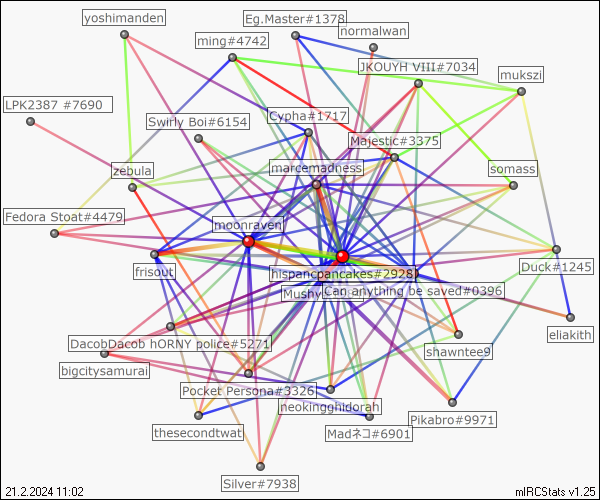 yoshimanden
Eg.Master#1378
normalwan
ming#4742
JKOUYH VIII#7034
mukszi
LPK2387 #7690
Swirly Boi#6154
Cypha#1717
Majestic#3375
zebula
marcemadness
somass
Fedora Stoat#4479
moonraven
frisout
hispancpancakes#2928
Duck#1245
Can anything be saved#0396
eliakith
DacobDacob hORNY police#5271
shawntee9
bigcitysamurai
Pocket Persona#3326
neokingghidorah
Pikabro#9971
thesecondtwat
Madネコ#6901
Silver#7938
21.2.2024 11:02
mIRCStats v1.25